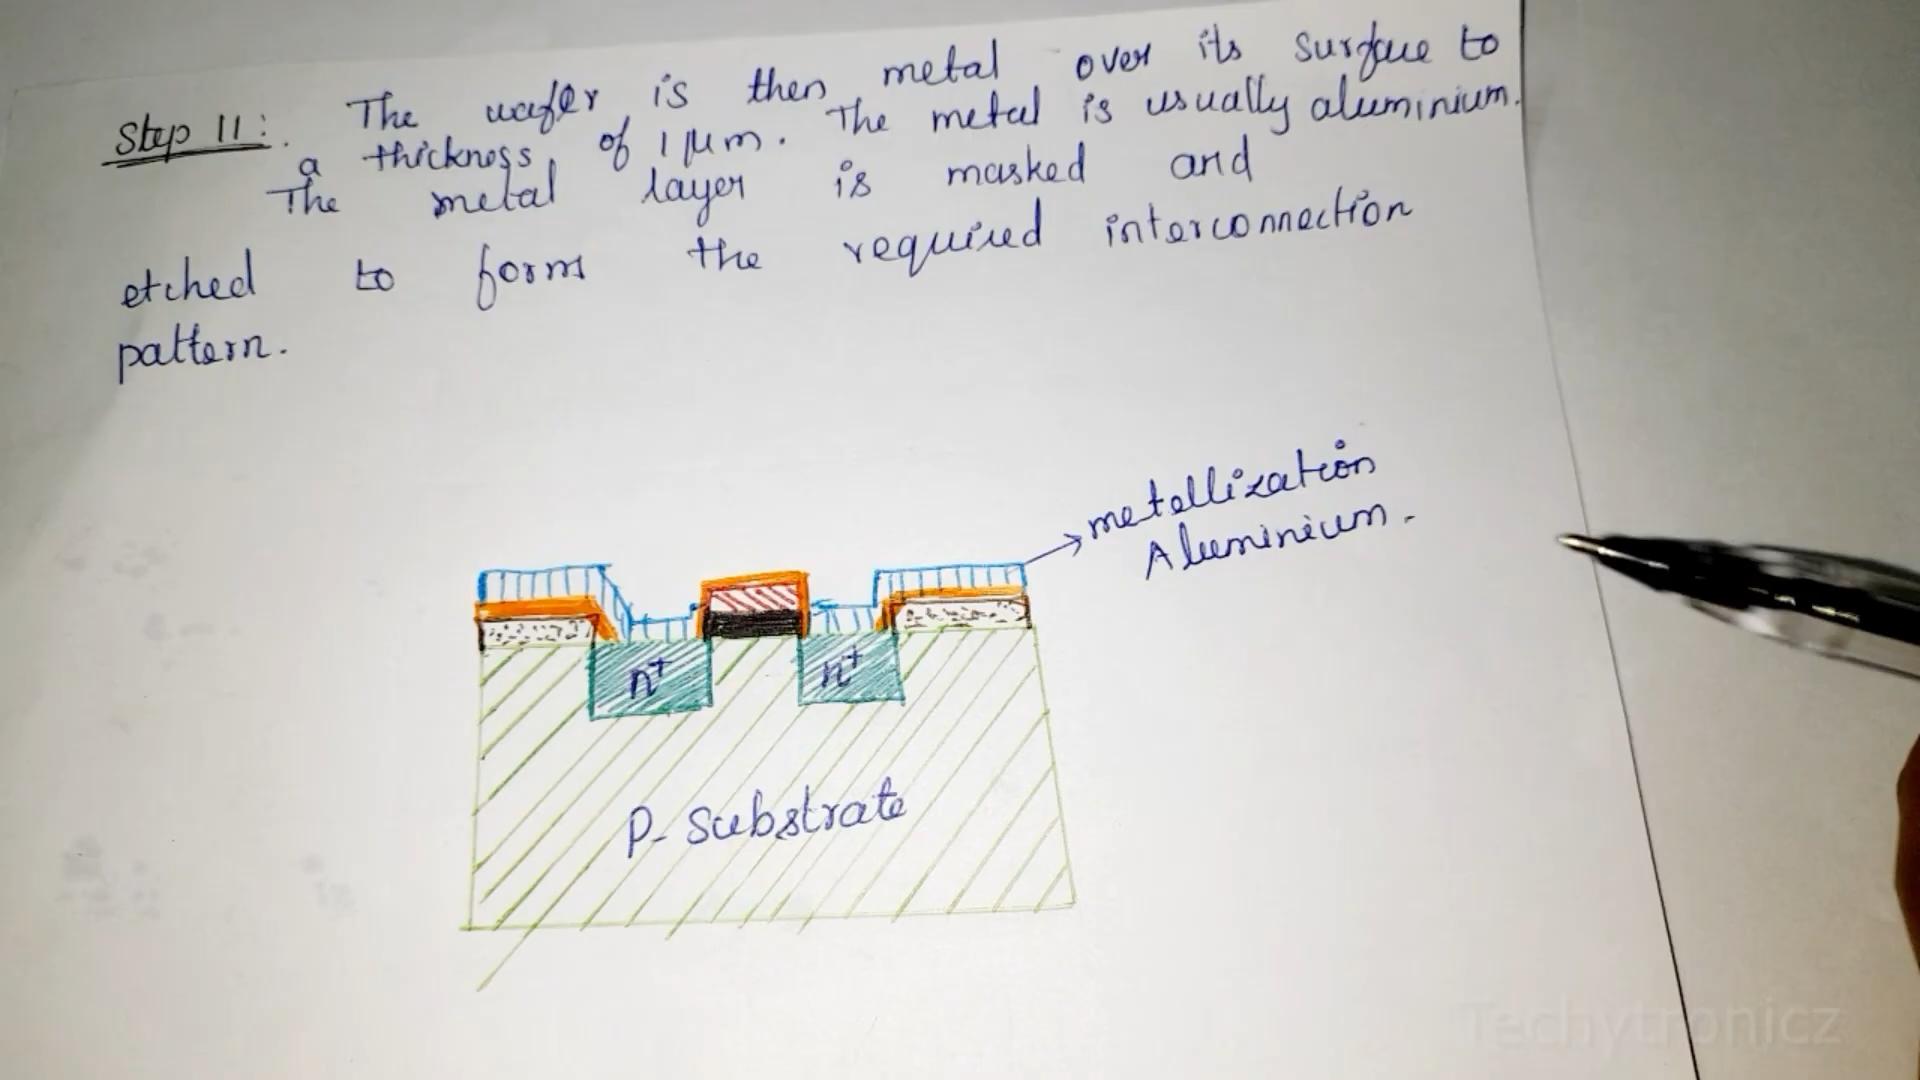 Step 11: The wafer is then metal over its surface to
a thickness of 1 μm. The metal is usually aluminium.
The metal layer is masked and
etched to form the required interconnection
pattern.
metallization
Aluminium.
n+ n+
P- Substrate
Techytronicz